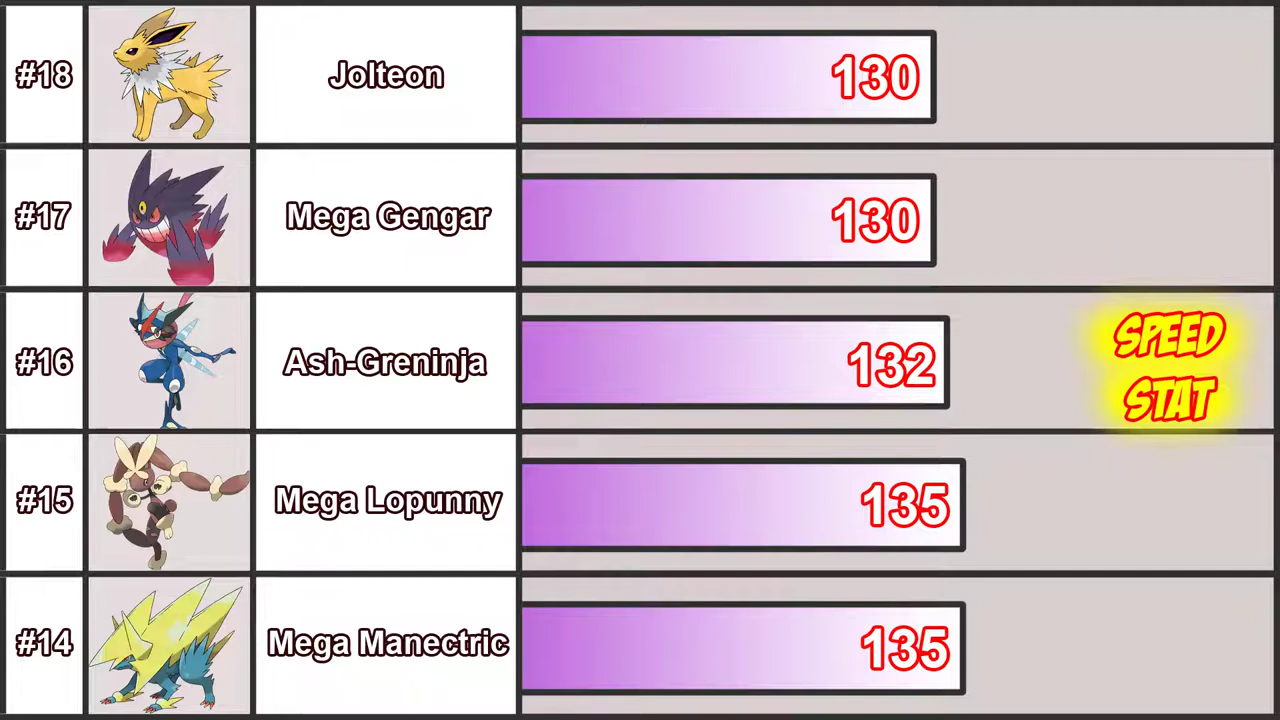 #18 Jolteon 130
#17 Mega Gengar 130
#16 Ash-Greninja 132 SPEED
STAT
#15 Mega Lopunny 135
#14 Mega Manectric 135